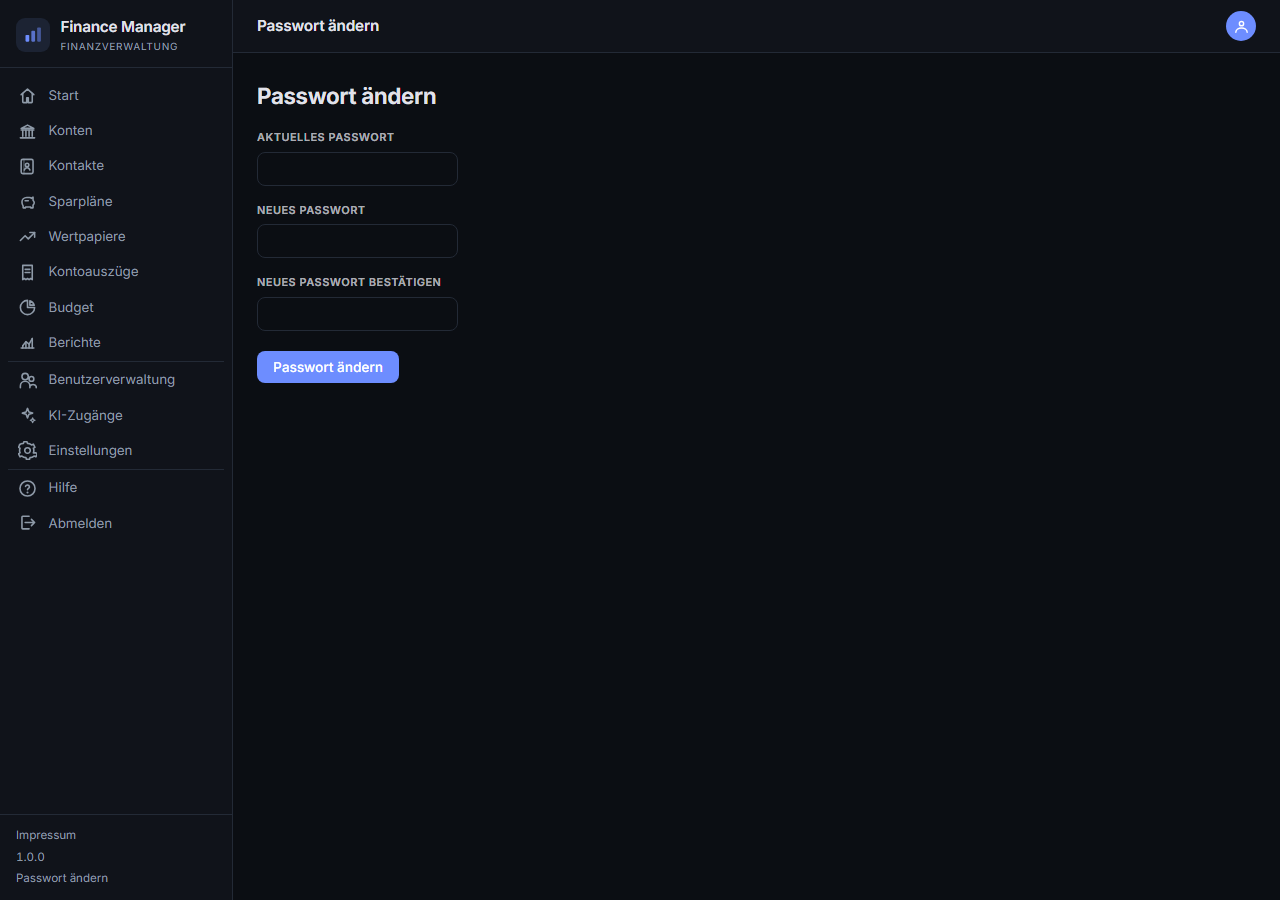 Finance Manager
FINANZVERWALTUNG
Start
Konten
Kontakte
Sparpläne
Wertpapiere
Kontoauszüge
Budget
Berichte
Benutzerverwaltung
KI-Zugänge
Einstellungen
Hilfe
Abmelden
Impressum
1.0.0
Passwort ändern
Passwort ändern
Passwort ändern
AKTUELLES PASSWORT
NEUES PASSWORT
NEUES PASSWORT BESTÄTIGEN
Passwort ändern